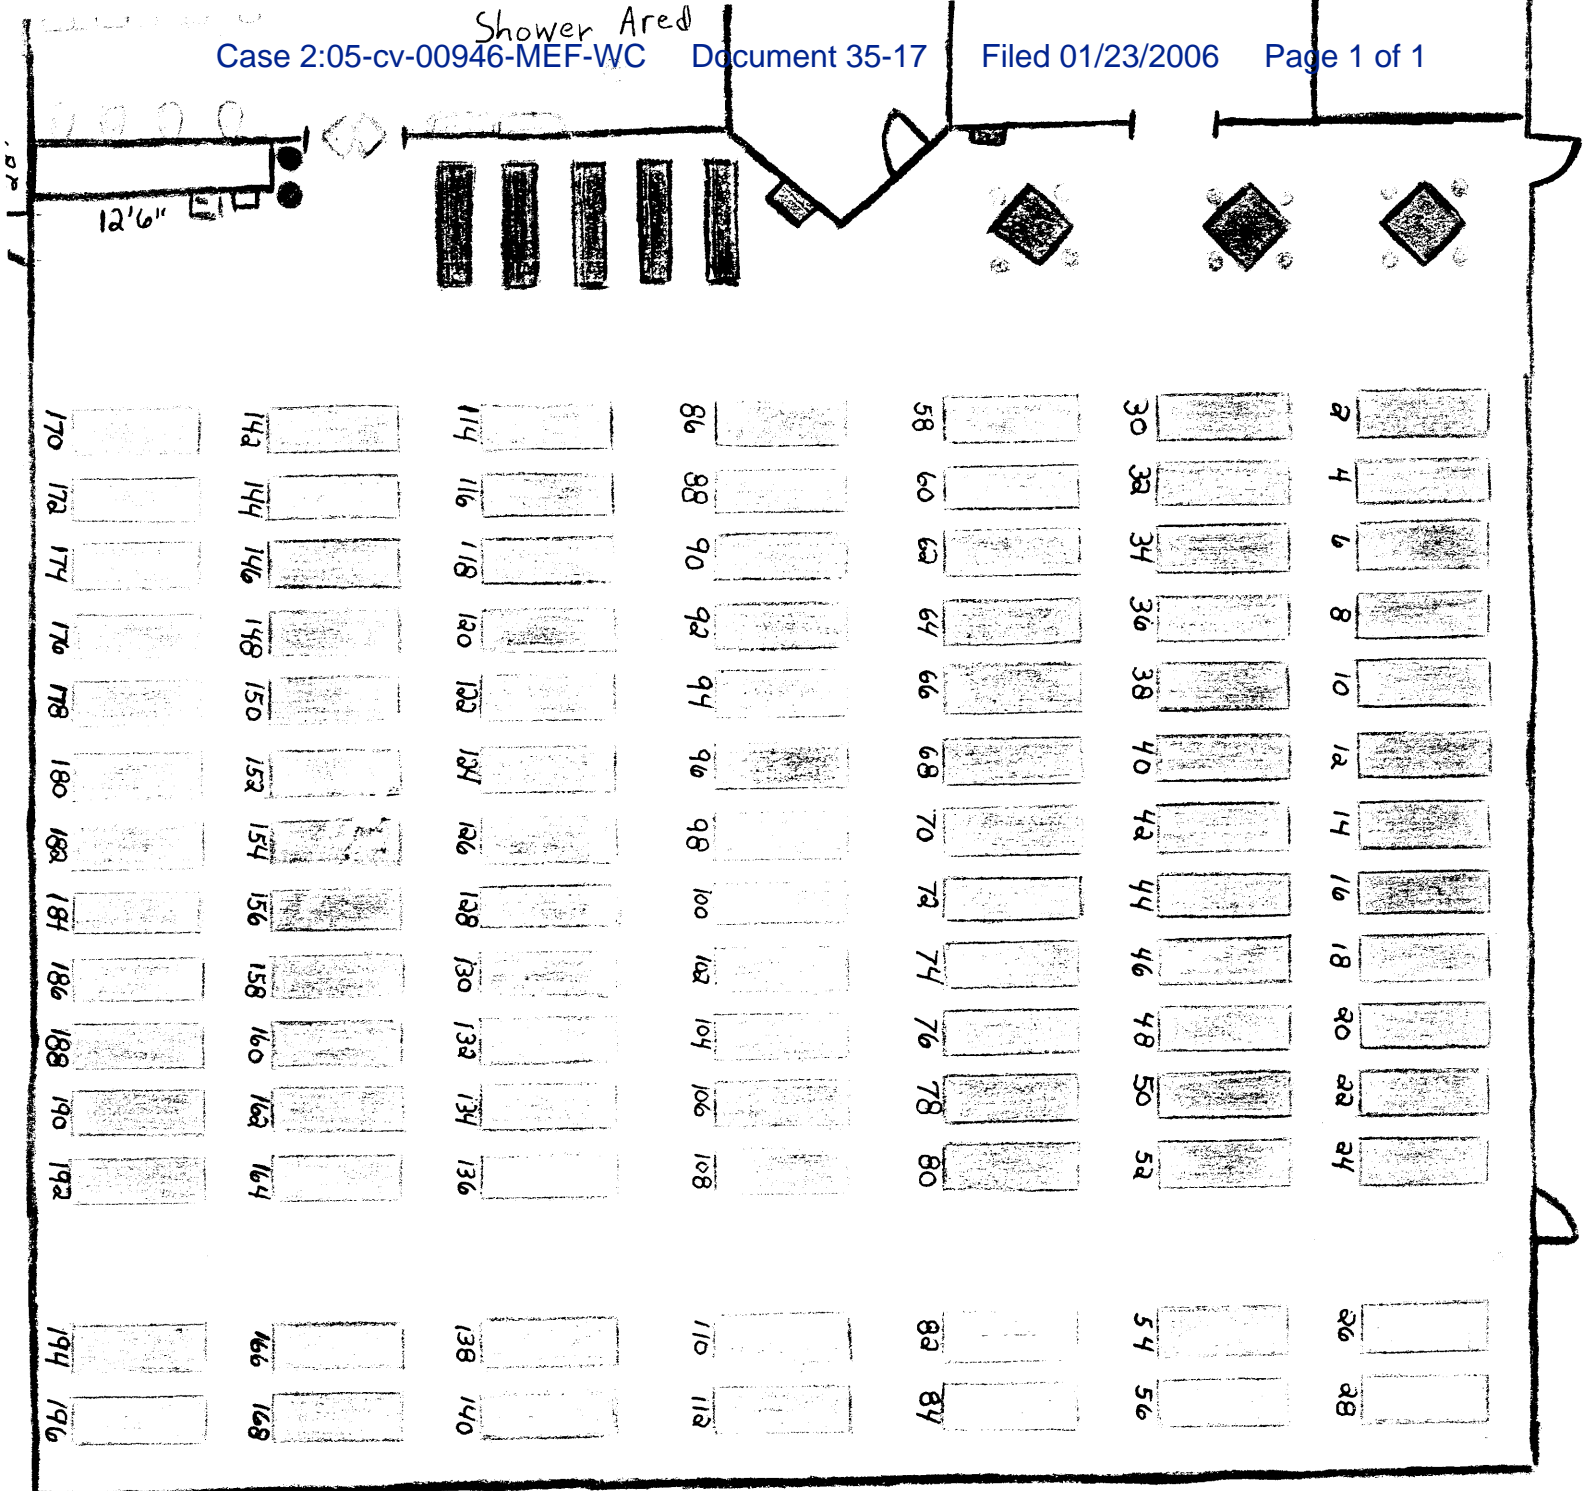 Shower Area
Case 2:05-cv-00946-MEF-WC Document 35-17 Filed 01/23/2006 Page 1 of 1
20'
12'6"
170 142 114 86 58 30 2
172 144 116 88 60 32 4
174 146 118 90 62 34 6
176 148 120 92 64 36 8
178 150 122 94 66 38 10
180 152 124 96 68 40 12
182 154 126 98 70 42 14
184 156 128 100 72 44 16
186 158 130 102 74 46 18
188 160 132 104 76 48 20
190 162 134 106 78 50 22
192 164 136 108 80 52 24
194 166 138 110 82 54 26
196 168 140 112 84 56 28